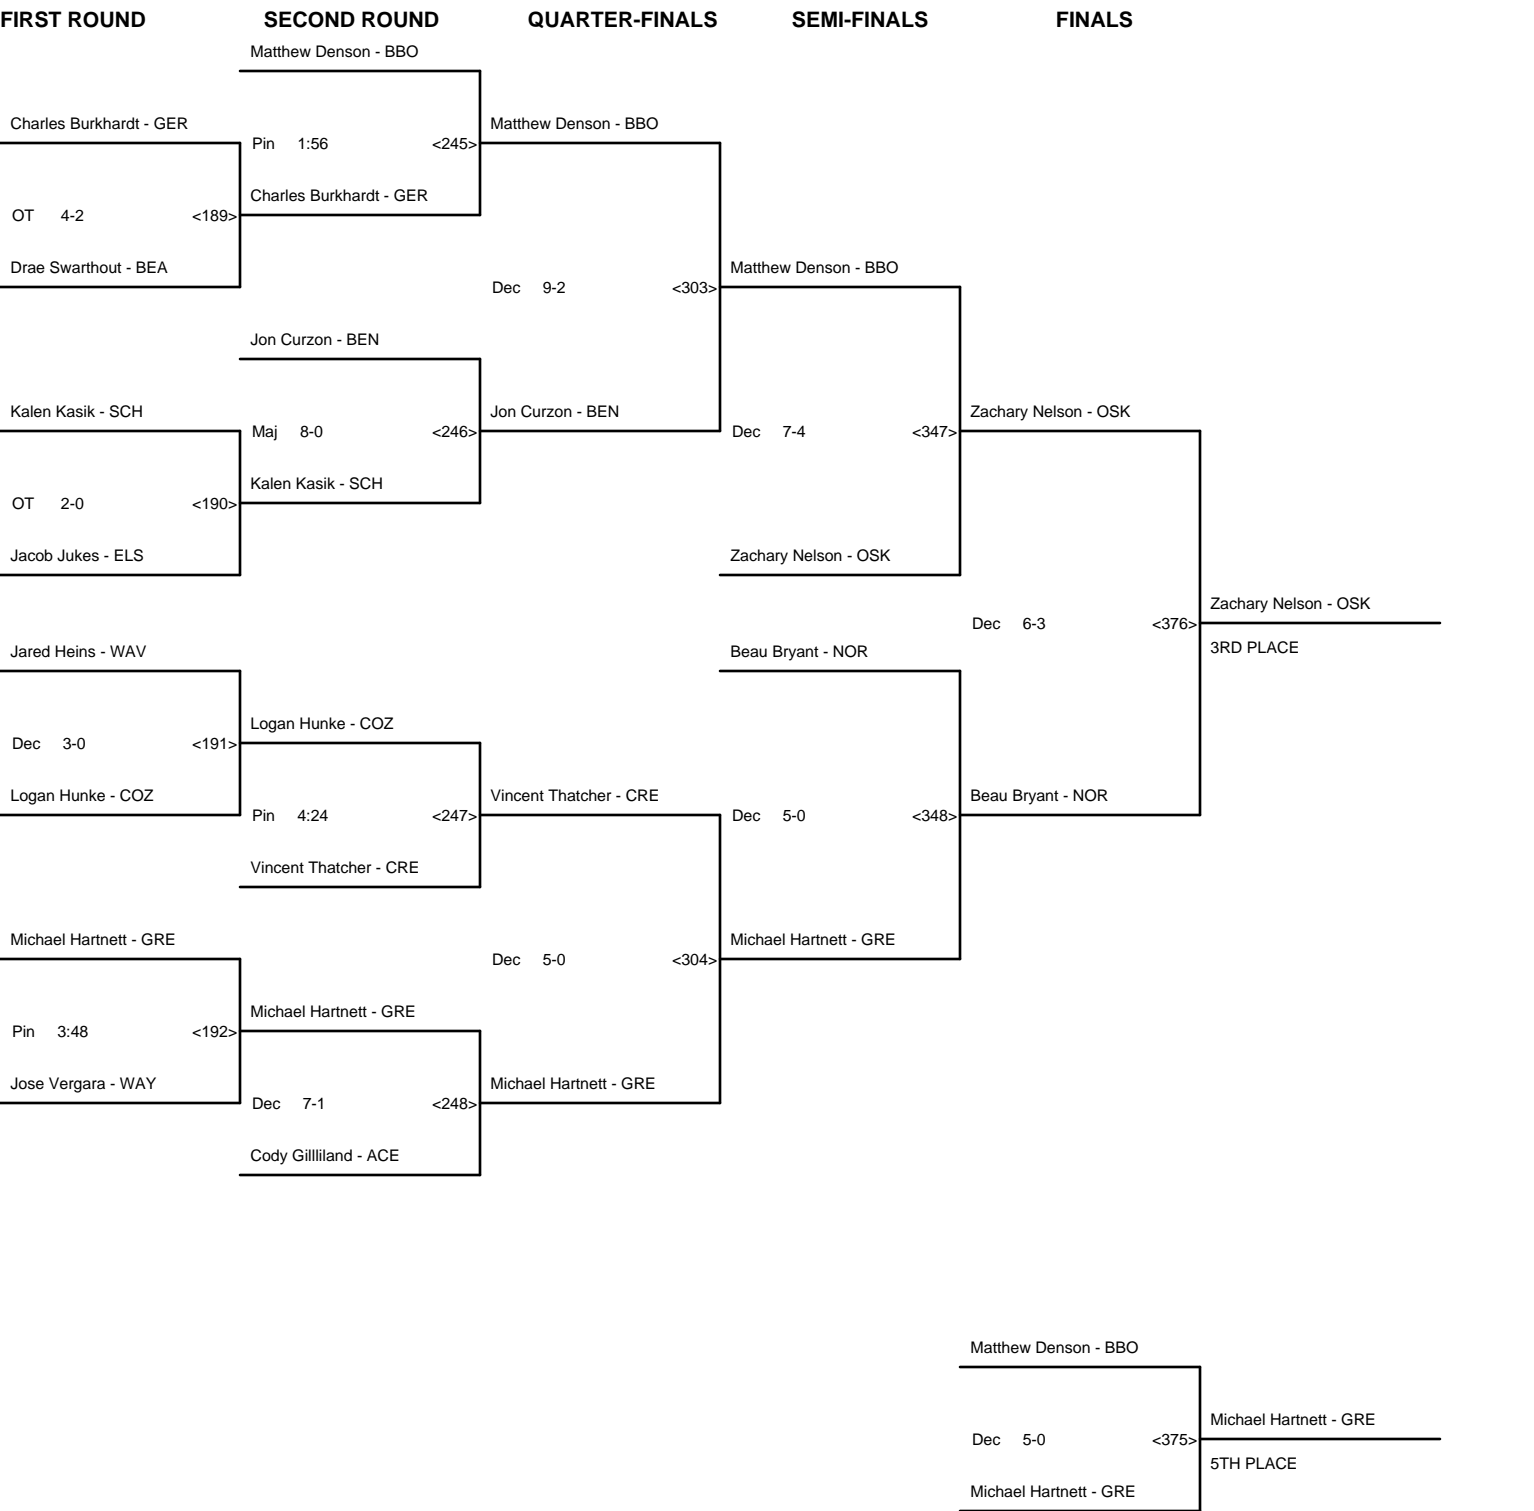 FIRST ROUND SECOND ROUND QUARTER-FINALS SEMI-FINALS FINALS
Matthew Denson - BBO
Charles Burkhardt - GER Matthew Denson - BBO
Pin 1:56 <245>
Charles Burkhardt - GER
OT 4-2 <189>
Drae Swarthout - BEA Matthew Denson - BBO
Dec 9-2 <303>
Jon Curzon - BEN
Kalen Kasik - SCH Jon Curzon - BEN Zachary Nelson - OSK
Maj 8-0 <246> Dec 7-4 <347>
Kalen Kasik - SCH
OT 2-0 <190>
Jacob Jukes - ELS Zachary Nelson - OSK
Zachary Nelson - OSK
Dec 6-3 <376>
Jared Heins - WAV Beau Bryant - NOR 3RD PLACE
Logan Hunke - COZ
Dec 3-0 <191>
Logan Hunke - COZ Vincent Thatcher - CRE Beau Bryant - NOR
Pin 4:24 <247> Dec 5-0 <348>
Vincent Thatcher - CRE
Michael Hartnett - GRE Michael Hartnett - GRE
Dec 5-0 <304>
Michael Hartnett - GRE
Pin 3:48 <192>
Jose Vergara - WAY Michael Hartnett - GRE
Dec 7-1 <248>
Cody Gillliland - ACE
Matthew Denson - BBO
Michael Hartnett - GRE
Dec 5-0 <375>
5TH PLACE
Michael Hartnett - GRE